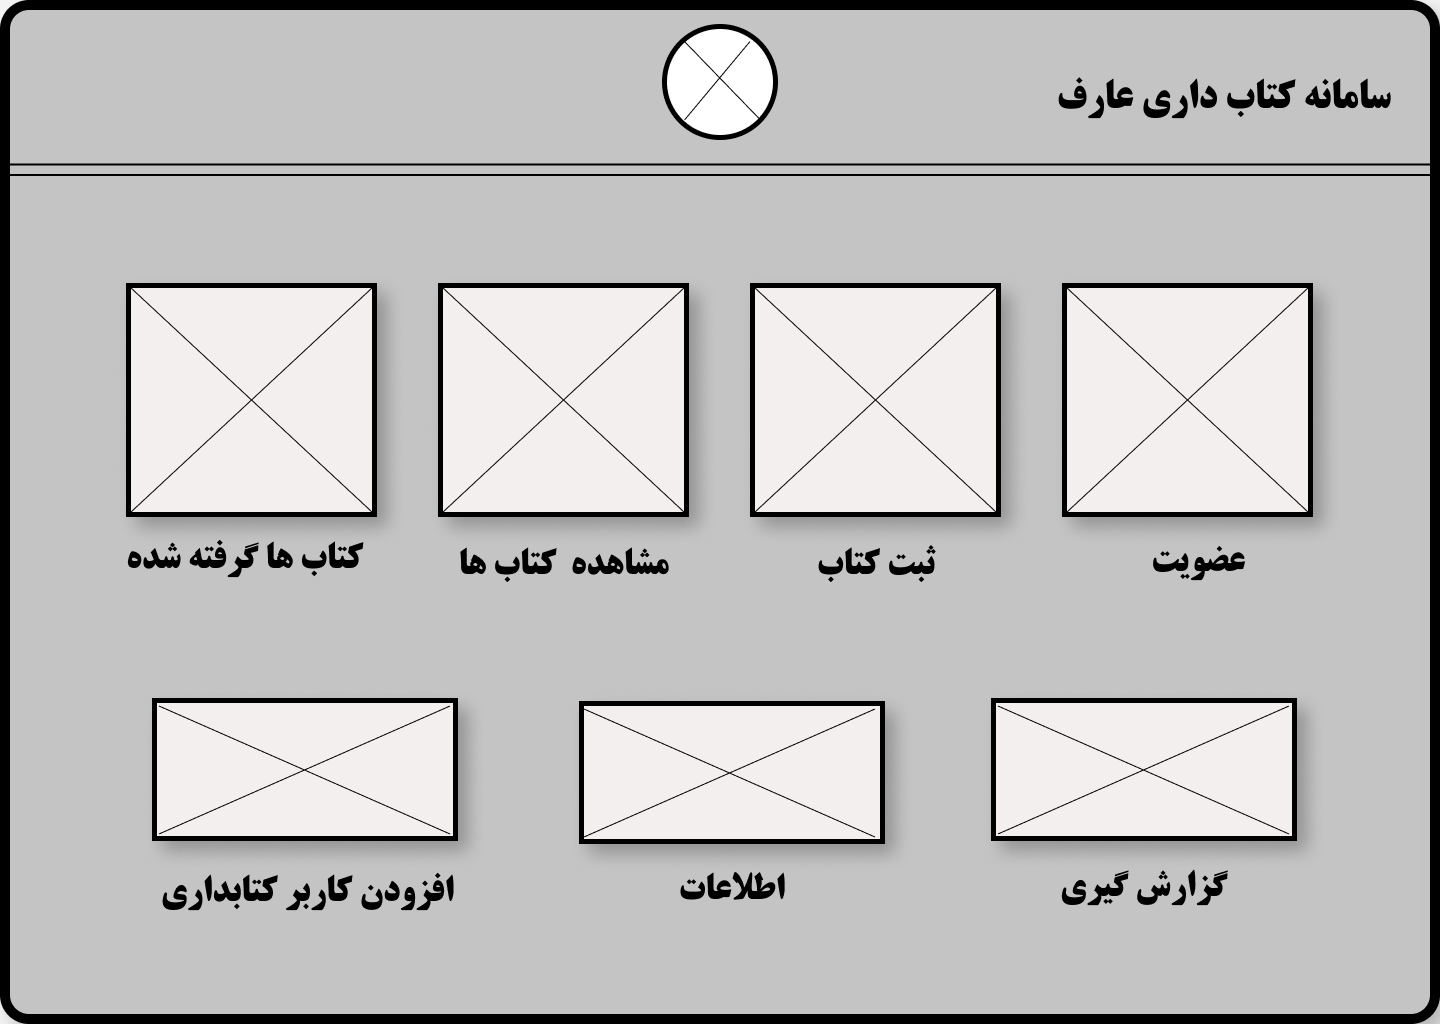 سامانه کتاب داری عارف
عضویت
ثبت کتاب
مشاهده کتاب ها
کتاب ها گرفته شده
گزارش گیری
اطلاعات
افزودن کاربر کتابداری